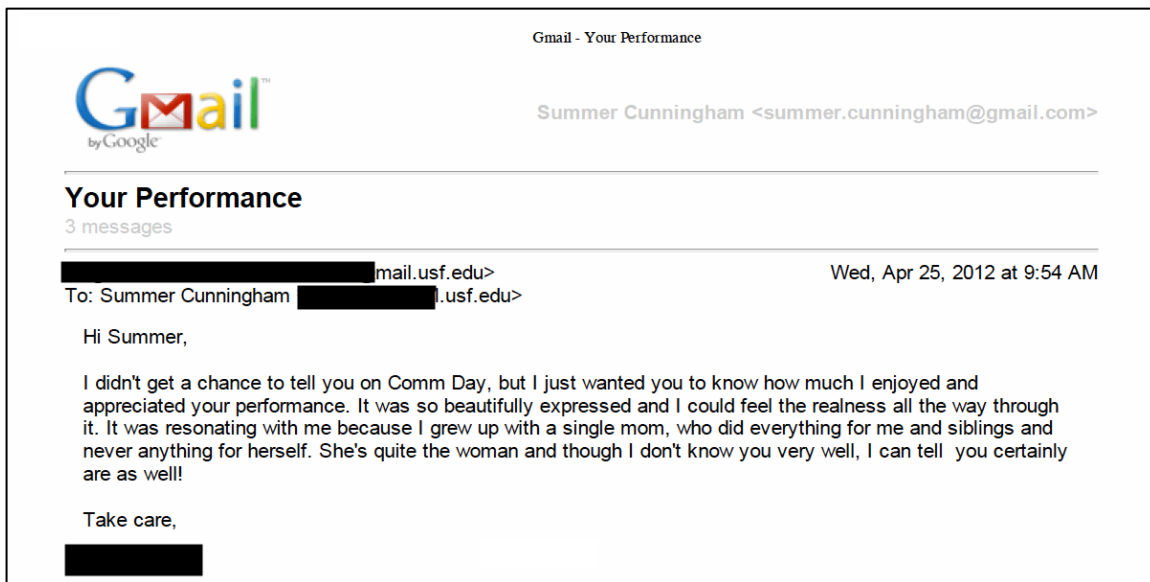 Gmail - Your Performance
Gmail™
by Google
Summer Cunningham <summer.cunningham@gmail.com>
Your Performance
3 messages
mail.usf.edu>
Wed, Apr 25, 2012 at 9:54 AM
To: Summer Cunningham l.usf.edu>
Hi Summer,
I didn't get a chance to tell you on Comm Day, but I just wanted you to know how much I enjoyed and
appreciated your performance. It was so beautifully expressed and I could feel the realness all the way through
it. It was resonating with me because I grew up with a single mom, who did everything for me and siblings and
never anything for herself. She's quite the woman and though I don't know you very well, I can tell  you certainly
are as well!
Take care,